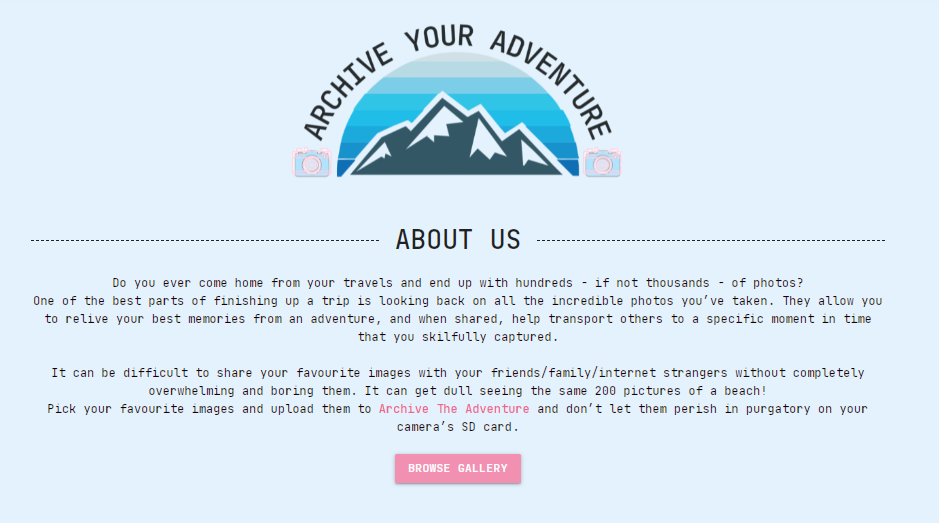 ARCHIVE YOUR ADVENTURE
ABOUT US
Do you ever come home from your travels and end up with hundreds - if not thousands - of photos?
One of the best parts of finishing up a trip is looking back on all the incredible photos you’ve taken. They allow you
to relive your best memories from an adventure, and when shared, help transport others to a specific moment in time
that you skilfully captured.
It can be difficult to share your favourite images with your friends/family/internet strangers without completely
overwhelming and boring them. It can get dull seeing the same 200 pictures of a beach!
Pick your favourite images and upload them to Archive The Adventure and don’t let them perish in purgatory on your
camera’s SD card.
BROWSE GALLERY